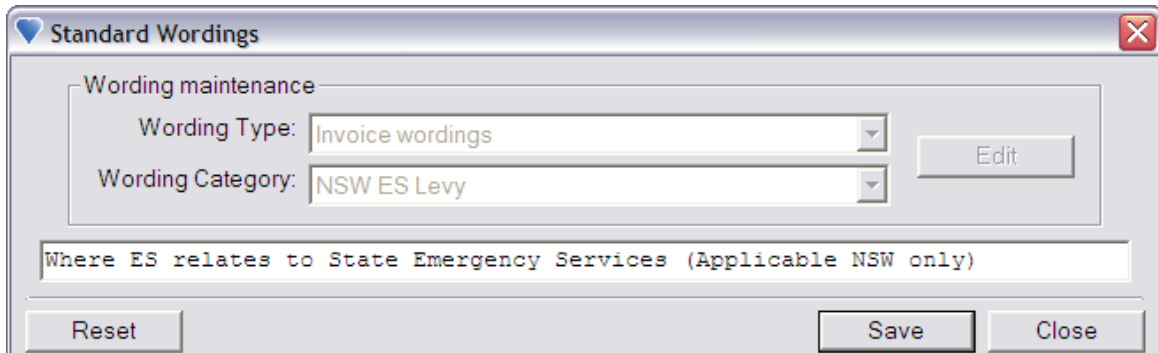 Standard Wordings
Wording maintenance
Wording Type: Invoice wordings
Edit
Wording Category: NSW ES Levy
Where ES relates to State Emergency Services (Applicable NSW only)
Reset Save Close